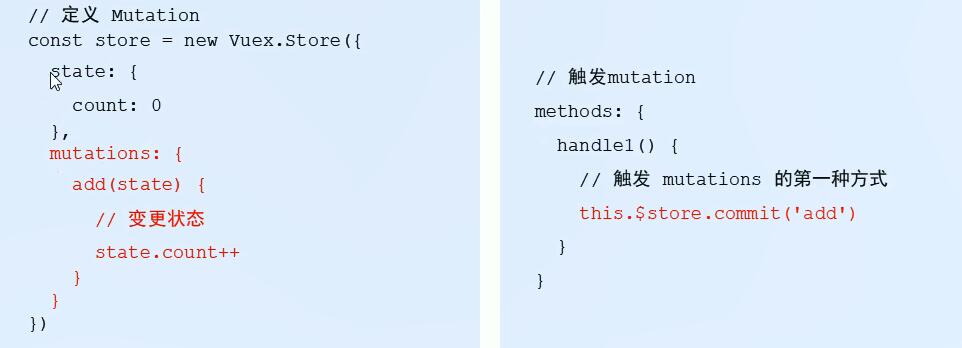 // 定义 Mutation
const store = new Vuex.Store({
state: {
count: 0
},
mutations: {
add(state) {
// 变更状态
state.count++
}
}
})
// 触发mutation
methods: {
handle1() {
// 触发 mutations 的第一种方式
this.$store.commit('add')
}
}